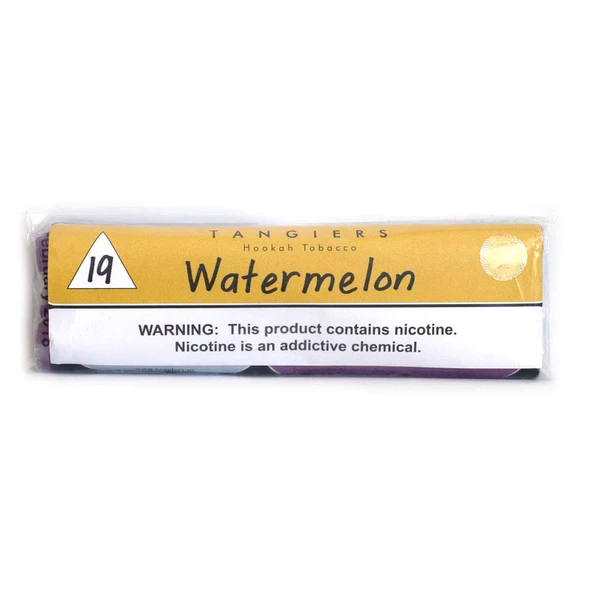 TANGIERS
Hookah Tobacco
19
Watermelon
WARNING: This product contains nicotine.
Nicotine is an addictive chemical.